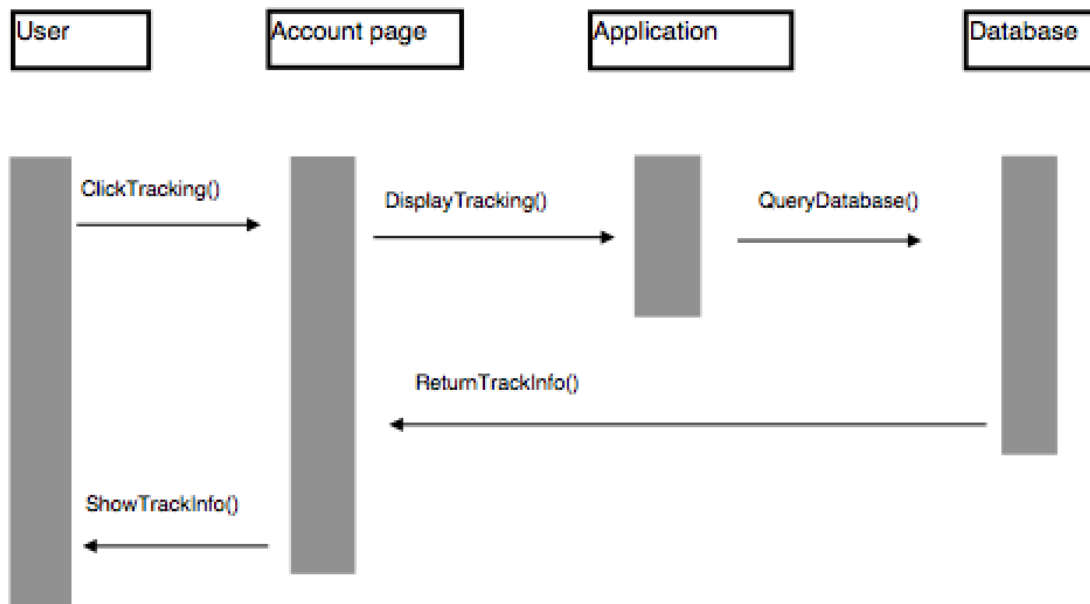 User
Account page
Application
Database
ClickTracking()
DisplayTracking()
QueryDatabase()
ReturnTrackInfo()
ShowTrackInfo()